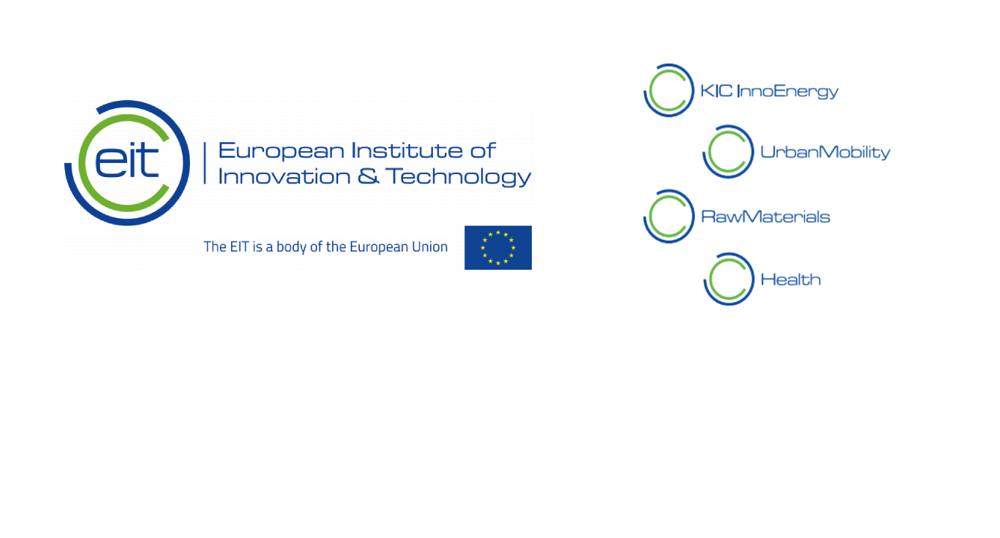 eit
European Institute of
Innovation & Technology
The EIT is a body of the European Union
KIC InnoEnergy
UrbanMobility
RawMaterials
Health